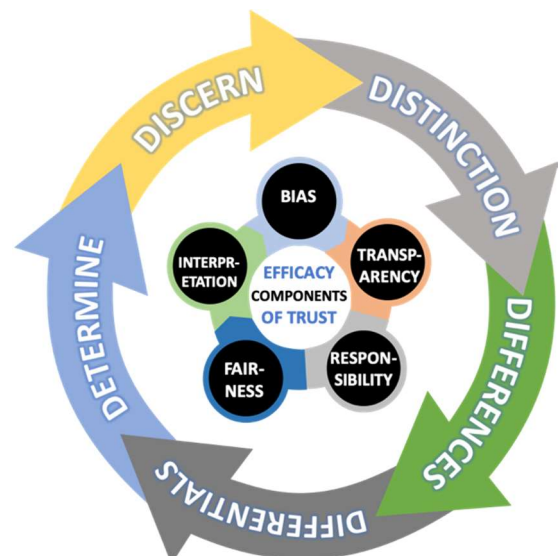 DISCERN
DISTINCTION
DIFFERENCES
DIFFERENTIALS
DETERMINE
BIAS
TRANSP-
ARENCY
RESPON-
SIBILITY
FAIR-
NESS
INTERPR-
ETATION
EFFICACY
COMPONENTS
OF TRUST